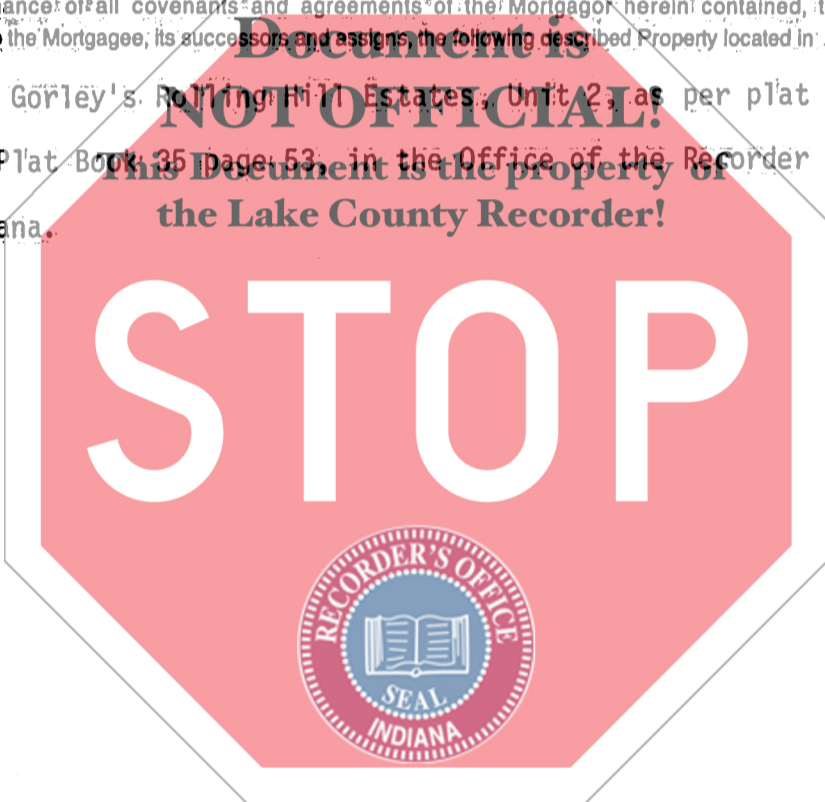 ance of all covenants and agreements of the Mortgagor herein contained, t
Document is
the Mortgagee, its successors and assigns, the following described Property located in
Gorley's Rolling Hill Estates, Unit 2, as per plat
NOT OFFICIAL!
Plat Book 35 page 53, in the Office of the Recorder
This Document is the property of
the Lake County Recorder!
ana.
STOP
RECORDER'S OFFICE
SEAL
INDIANA